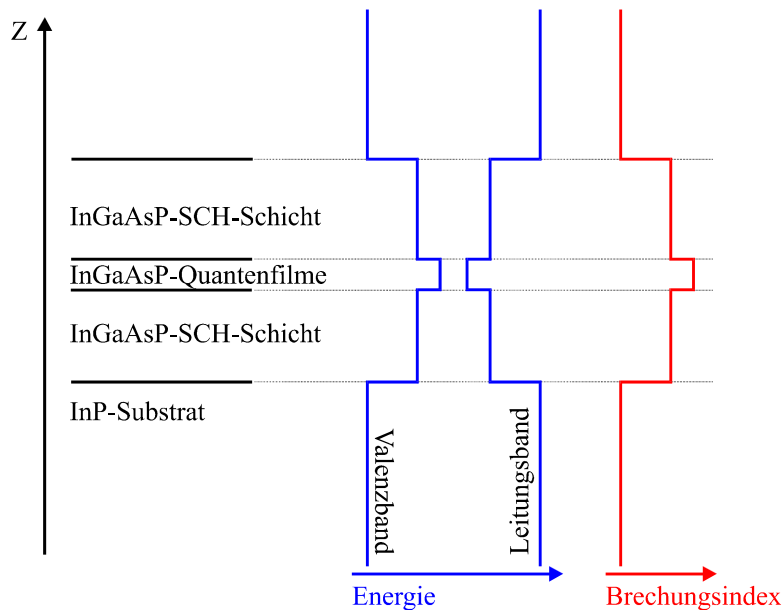 Z
InGaAsP-SCH-Schicht
InGaAsP-Quantenfilme
InGaAsP-SCH-Schicht
InP-Substrat
Valenzband
Leitungsband
Energie
Brechungsindex